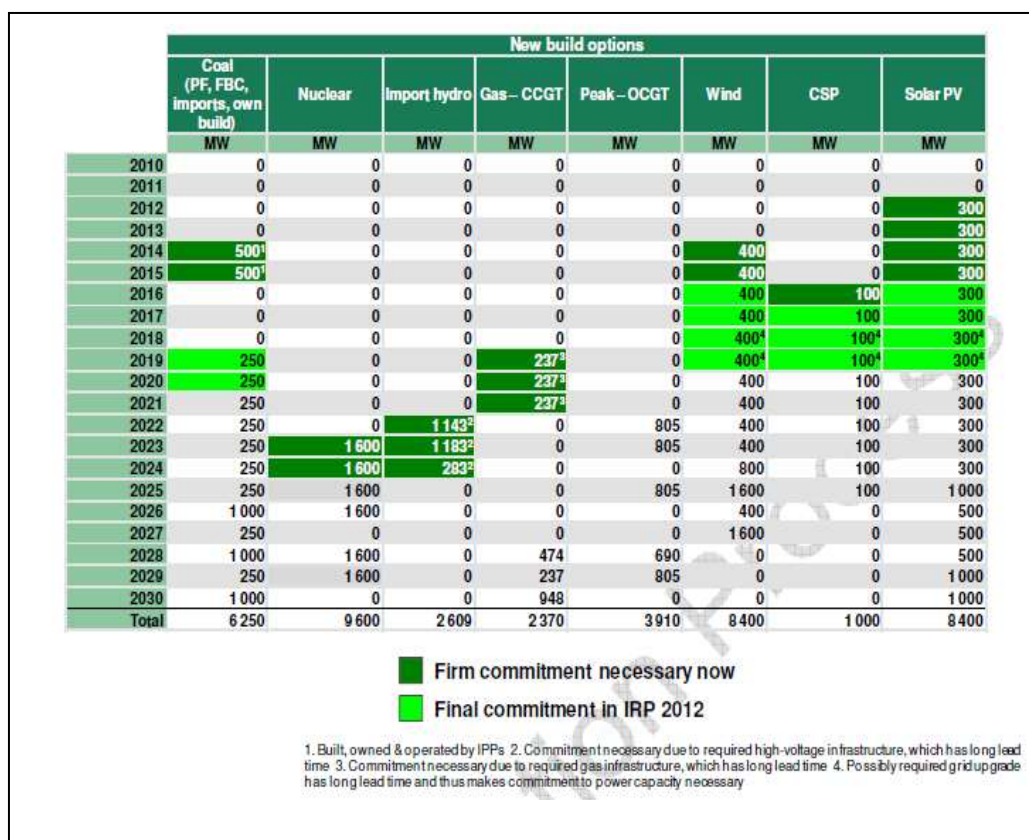 New build options
Coal (PF, FBC, imports, own build) Nuclear Import hydro Gas – CCGT Peak – OCGT Wind CSP Solar PV
MW MW MW MW MW MW MW MW
2010 0 0 0 0 0 0 0 0
2011 0 0 0 0 0 0 0 0
2012 0 0 0 0 0 0 0 300
2013 0 0 0 0 0 0 0 300
2014 500¹ 0 0 0 0 400 0 300
2015 500¹ 0 0 0 0 400 0 300
2016 0 0 0 0 0 400 100 300
2017 0 0 0 0 0 400 100 300
2018 0 0 0 0 0 400⁴ 100⁴ 300⁴
2019 250 0 0 237³ 0 400⁴ 100⁴ 300⁴
2020 250 0 0 237³ 0 400 100 300
2021 250 0 0 237³ 0 400 100 300
2022 250 0 1 143² 0 805 400 100 300
2023 250 1 600 1 183² 0 805 400 100 300
2024 250 1 600 283² 0 0 800 100 300
2025 250 1 600 0 0 805 1 600 100 1 000
2026 1 000 1 600 0 0 0 400 0 500
2027 250 0 0 0 0 1 600 0 500
2028 1 000 1 600 0 474 690 0 0 500
2029 250 1 600 0 237 805 0 0 1 000
2030 1 000 0 0 948 0 0 0 1 000
Total 6 250 9 600 2 609 2 370 3 910 8 400 1 000 8 400
Firm commitment necessary now
Final commitment in IRP 2012
1. Built, owned & operated by IPPs 2. Commitment necessary due to required high-voltage infrastructure, which has long lead
time 3. Commitment necessary due to required gas infrastructure, which has long lead time 4. Possibly required grid upgrade
has long lead time and thus makes commitment to power capacity necessary